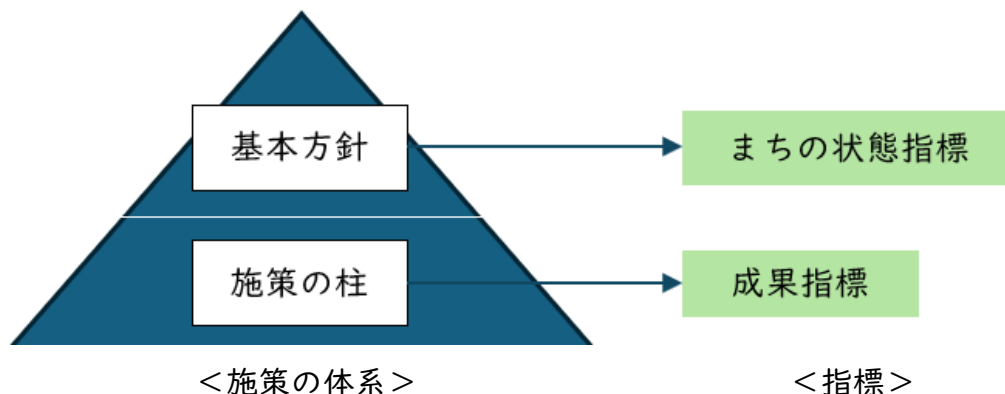 基本方針
まちの状態指標
施策の柱
成果指標
＜施策の体系＞
＜指標＞